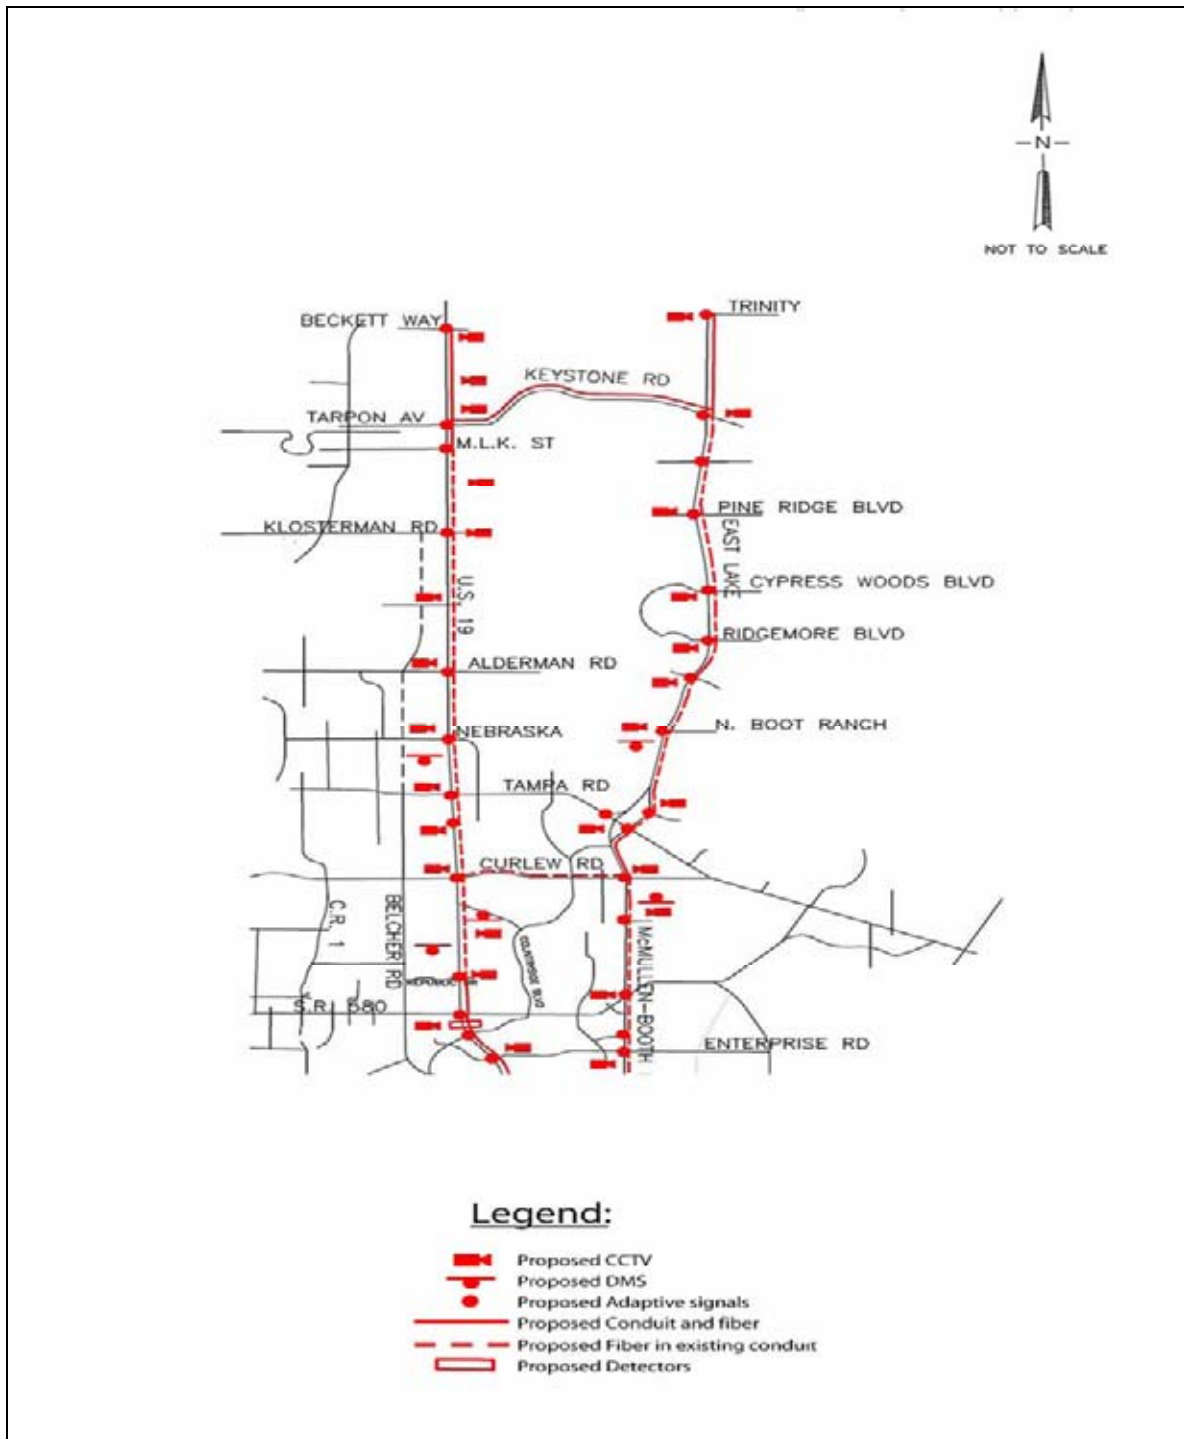 —N—
NOT TO SCALE
TRINITY
BECKETT WAY
KEYSTONE RD
TARPON AV
M.L.K. ST
PINE RIDGE BLVD
KLOSTERMAN RD
EAST LAKE
CYPRESS WOODS BLVD
U.S. 19
RIDGEMORE BLVD
ALDERMAN RD
N. BOOT RANCH
NEBRASKA
TAMPA RD
CURLEW RD
C.R. 1
BELCHER RD
COUNTRYSIDE BLVD
McMULLEN-BOOTH
S.R. 580
ENTERPRISE RD
Legend:
Proposed CCTV
Proposed DMS
Proposed Adaptive signals
Proposed Conduit and fiber
Proposed Fiber in existing conduit
Proposed Detectors